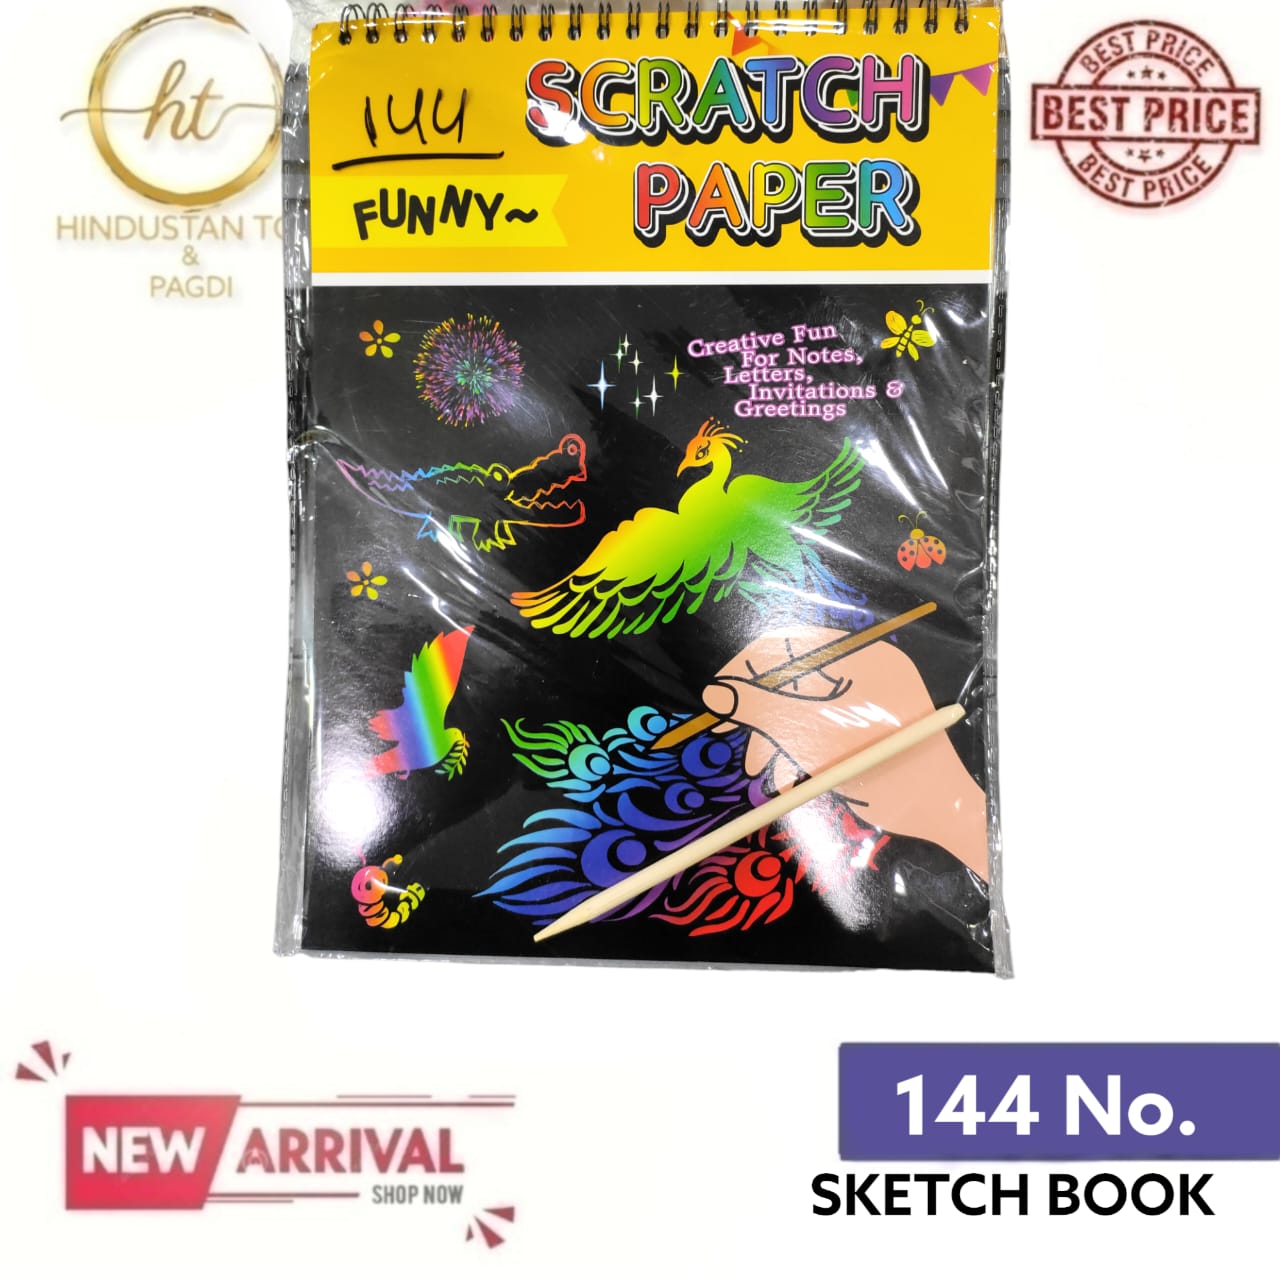 ht
HINDUSTAN TO
&
PAGDI
144
FUNNY~
SCRATCH
PAPER
BEST PRICE
BEST PRICE
BEST PRICE
Creative Fun
For Notes,
Letters,
Invitations &
Greetings
NEW ARRIVAL
SHOP NOW
144 No.
SKETCH BOOK